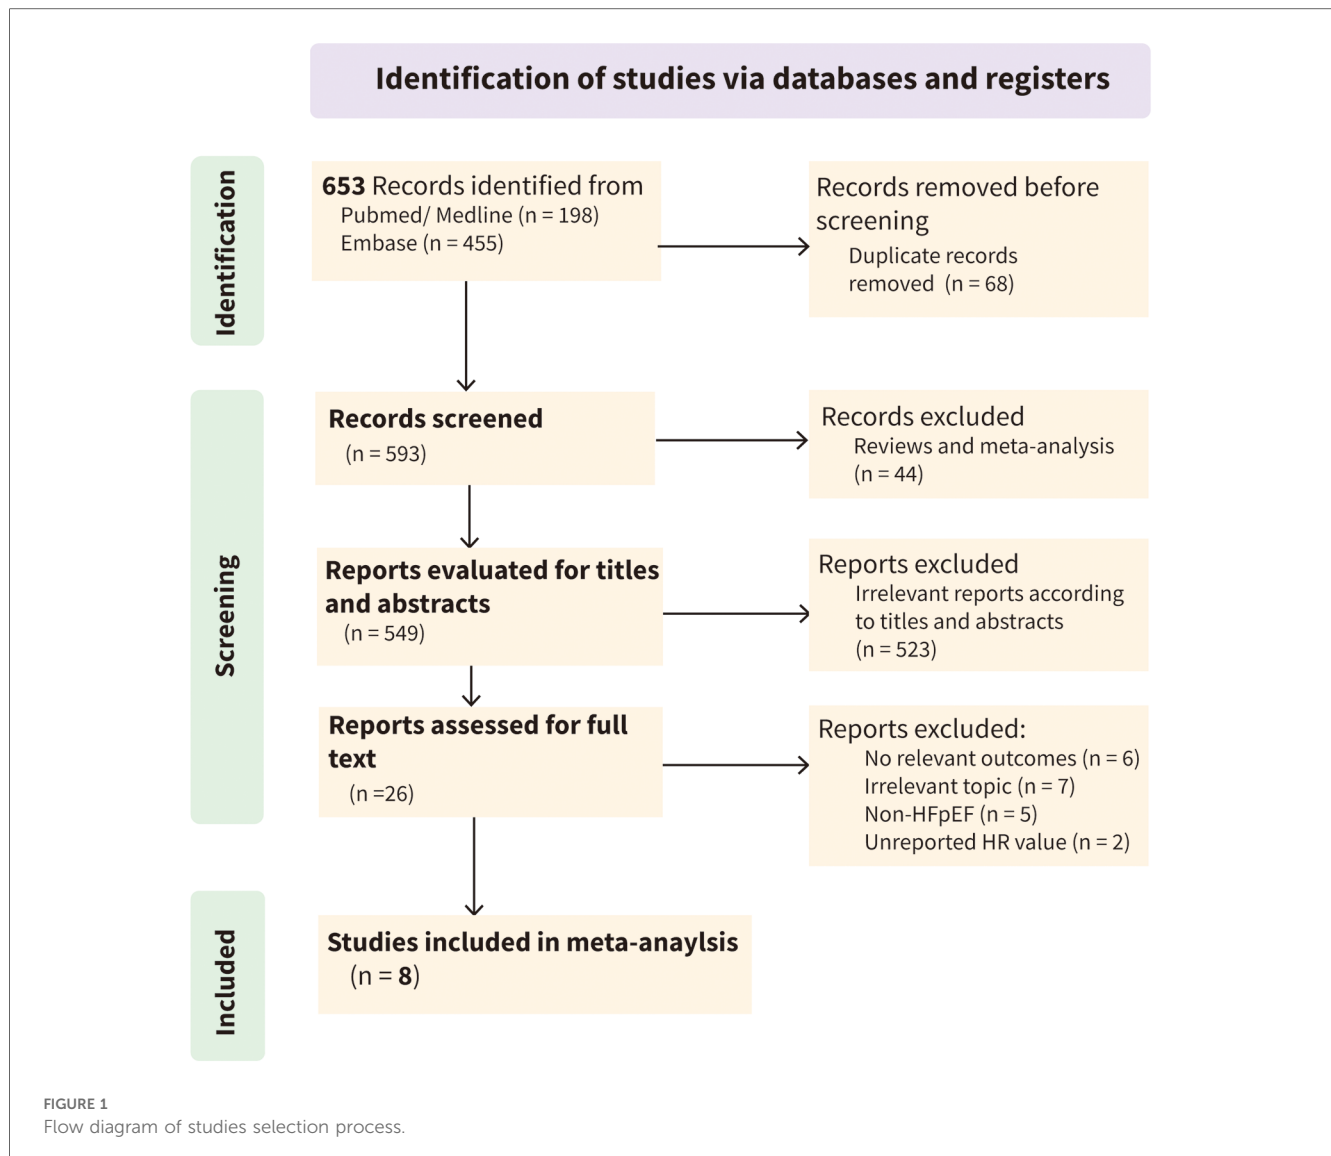 Identification of studies via databases and registers
Identification
653 Records identified from
Pubmed/ Medline (n = 198)
Embase (n = 455)
Records removed before
screening
Duplicate records
removed (n = 68)
Screening
Records screened
(n = 593)
Records excluded
Reviews and meta-analysis
(n = 44)
Reports evaluated for titles
and abstracts
(n = 549)
Reports excluded
Irrelevant reports according
to titles and abstracts
(n = 523)
Reports assessed for full
text
(n =26)
Reports excluded:
No relevant outcomes (n = 6)
Irrelevant topic (n = 7)
Non-HFpEF (n = 5)
Unreported HR value (n = 2)
Included
Studies included in meta-anaylsis
(n = 8)
FIGURE 1
Flow diagram of studies selection process.